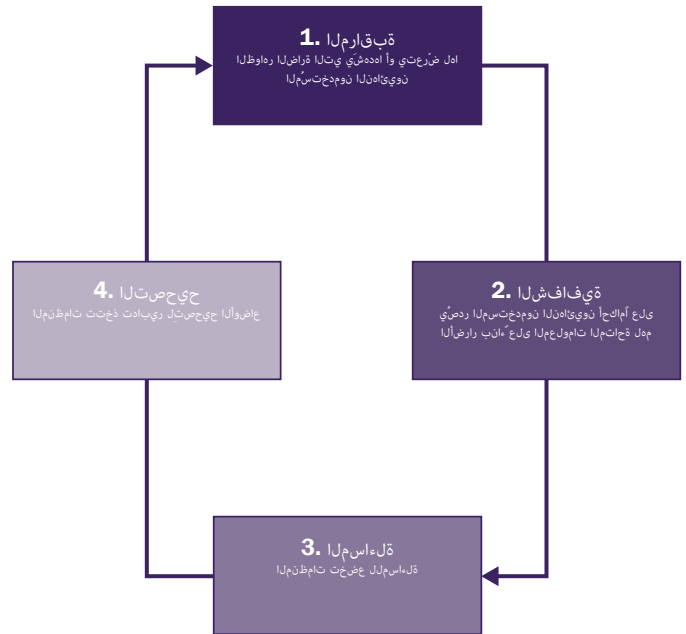 1. المراقبة
الظواهر الضارة التي يَشهدها أو يتعرّض لها
المُستخدمون النهائيون
2. الشفافية
يُصدر المستخدمون النهائيون أحكاماً على
الأضرار بناءً على المعلومات المتاحة لهم
3. المساءلة
المنظمات تخضع للمساءلة
4. التصحيح
المنظمات تتخذ تدابير لِتصحيح الأوضاع